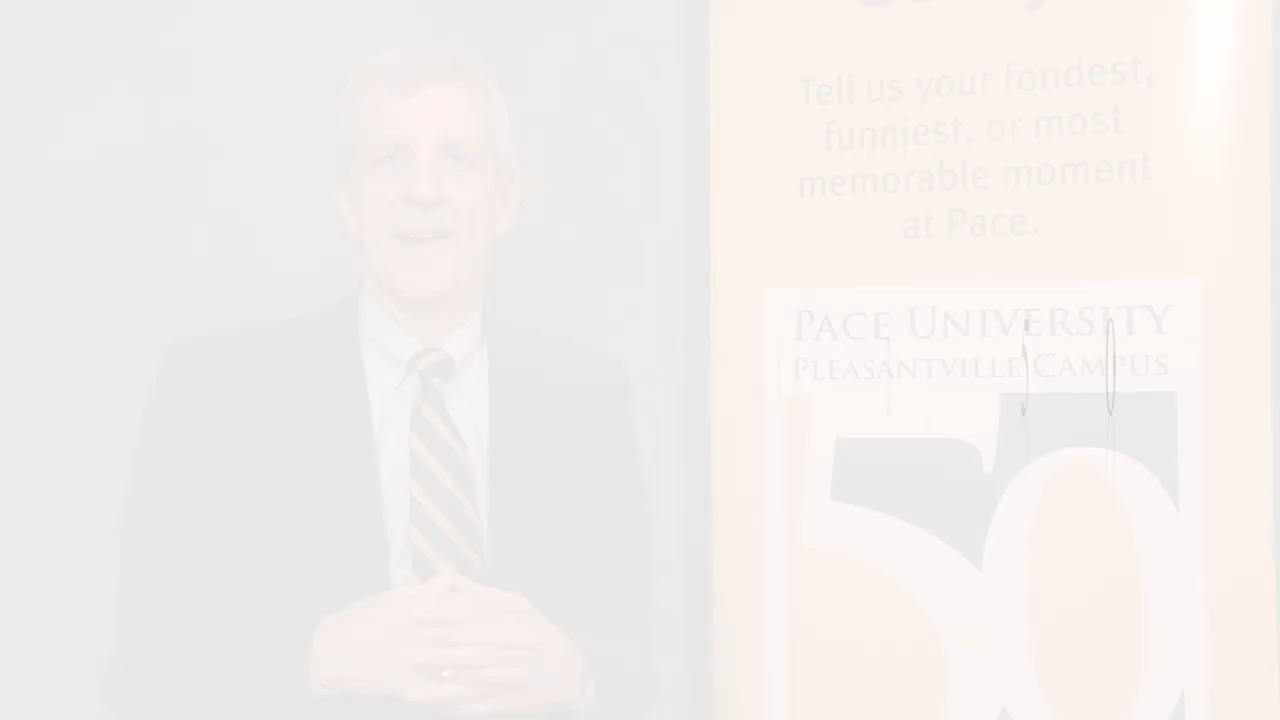 Tell us your fondest,
funniest, or most
memorable moment
at Pace.
PACE UNIVERSITY
PLEASANTVILLE CAMPUS
50